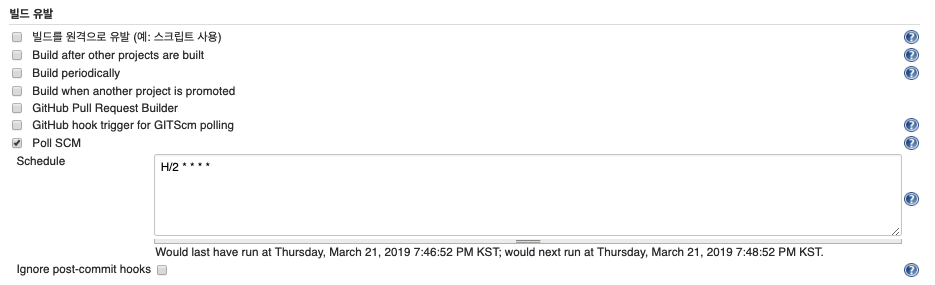 빌드 유발
빌드를 원격으로 유발 (예: 스크립트 사용)
Build after other projects are built
Build periodically
Build when another project is promoted
GitHub Pull Request Builder
GitHub hook trigger for GITScm polling
Poll SCM
Schedule
H/2 * * * *
Would last have run at Thursday, March 21, 2019 7:46:52 PM KST; would next run at Thursday, March 21, 2019 7:48:52 PM KST.
Ignore post-commit hooks